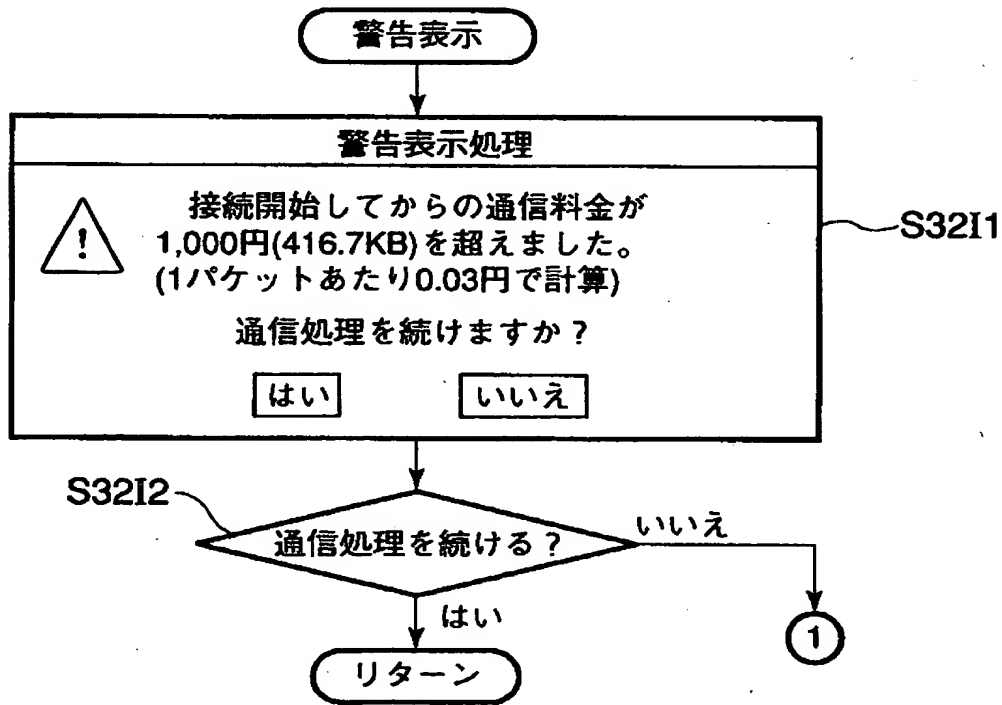 警告表示
警告表示処理
!
接続開始してからの通信料金が
1,000円(416.7KB)を超えました。
(1パケットあたり0.03円で計算)
通信処理を続けますか?
はい
いいえ
S32I1
S32I2
通信処理を続ける?
いいえ
はい
1
リターン